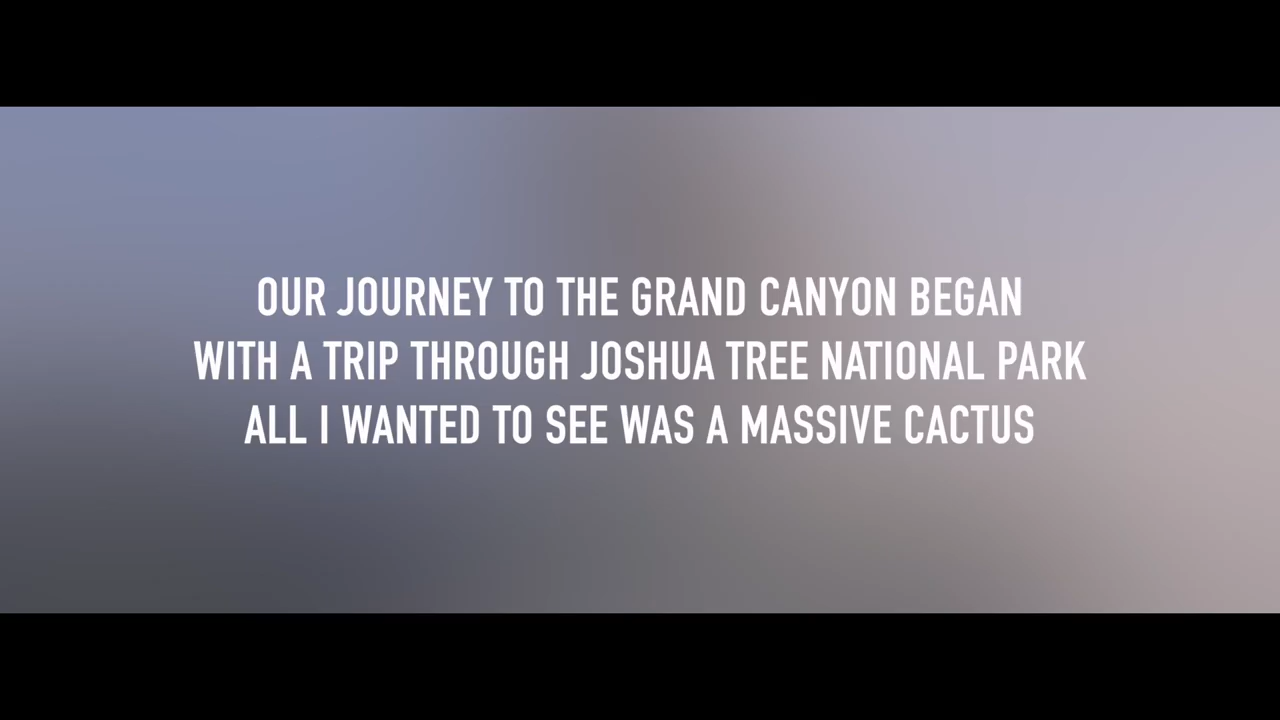 OUR JOURNEY TO THE GRAND CANYON BEGAN
WITH A TRIP THROUGH JOSHUA TREE NATIONAL PARK
ALL I WANTED TO SEE WAS A MASSIVE CACTUS